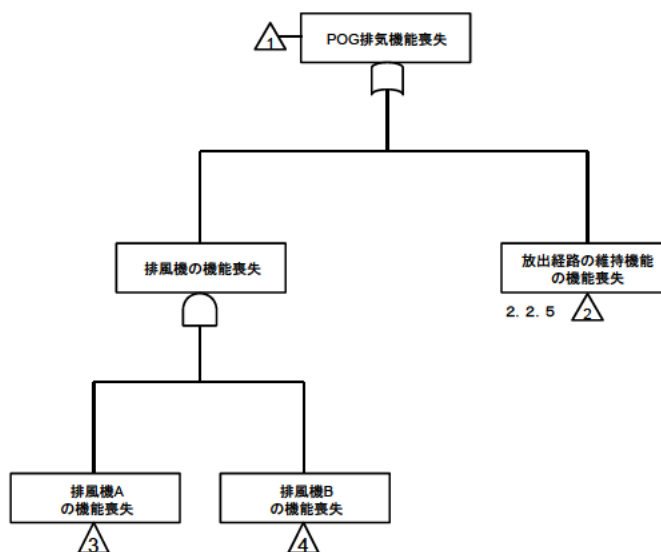 1
POG排気機能喪失
排風機の機能喪失
放出経路の維持機能
の機能喪失
2. 2. 5
2
排風機A
の機能喪失
排風機B
の機能喪失
3
4